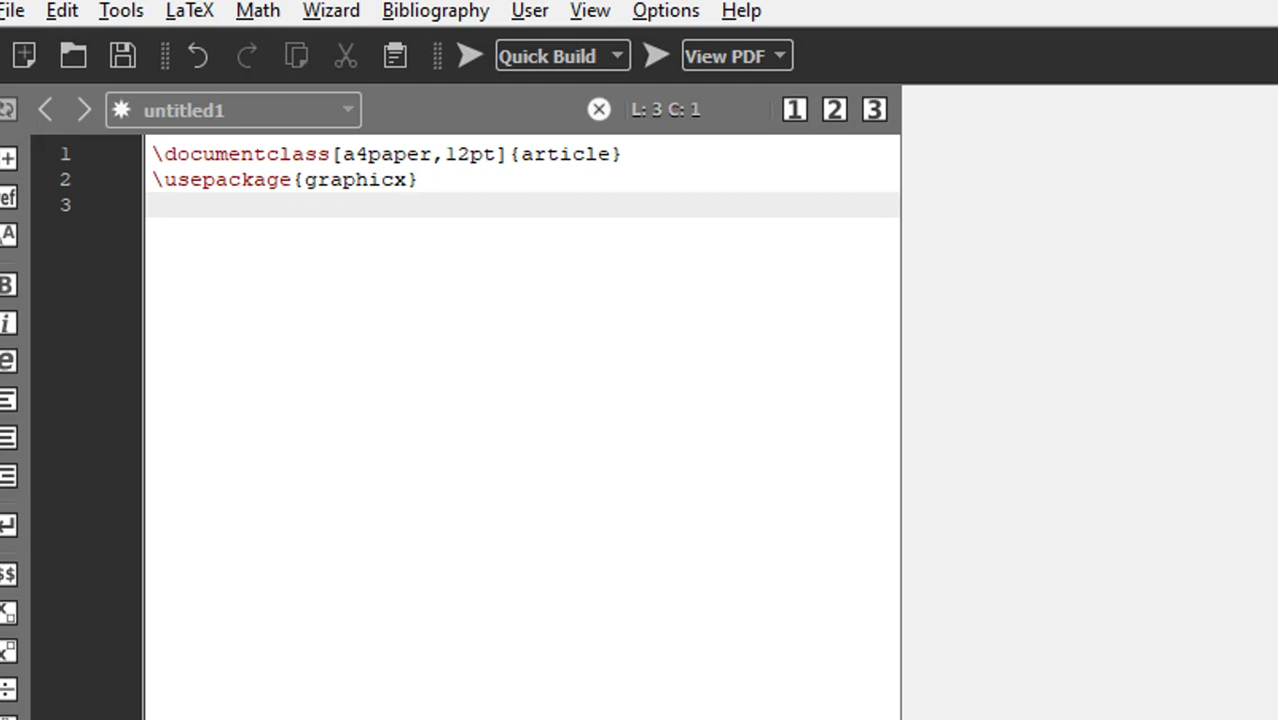 File Edit Tools LaTeX Math Wizard Bibliography User View Options Help
Quick Build View PDF
untitled1 L: 3 C: 1 1 2 3
1 \documentclass[a4paper,12pt]{article}
2 \usepackage{graphicx}
3
ef
A
B
i
e
$$